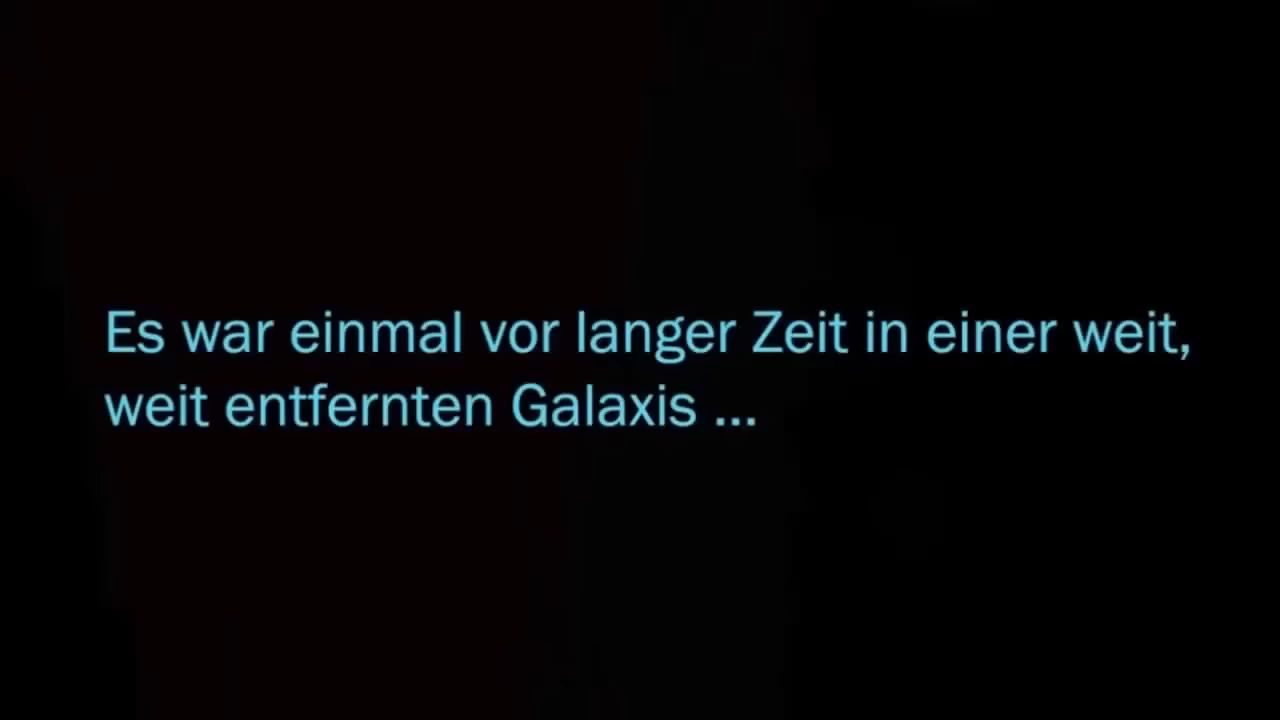 Es war einmal vor langer Zeit in einer weit,
weit entfernten Galaxis ...